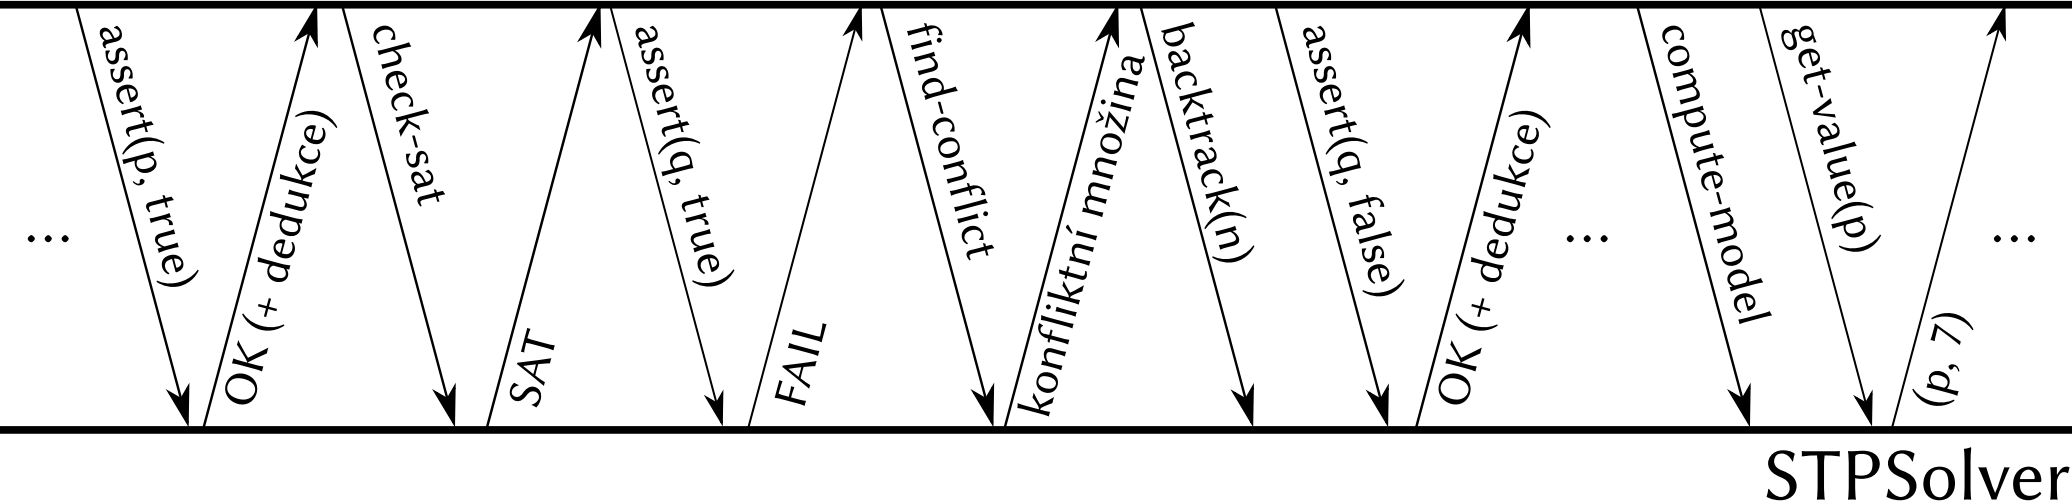 ...
assert(p, true)
OK (+ dedukce)
check-sat
SAT
assert(q, true)
FAIL
find-conflict
konfliktní množina
backtrack(n)
assert(q, false)
OK (+ dedukce)
...
compute-model
get-value(p)
(p, 7)
...
STPSolver